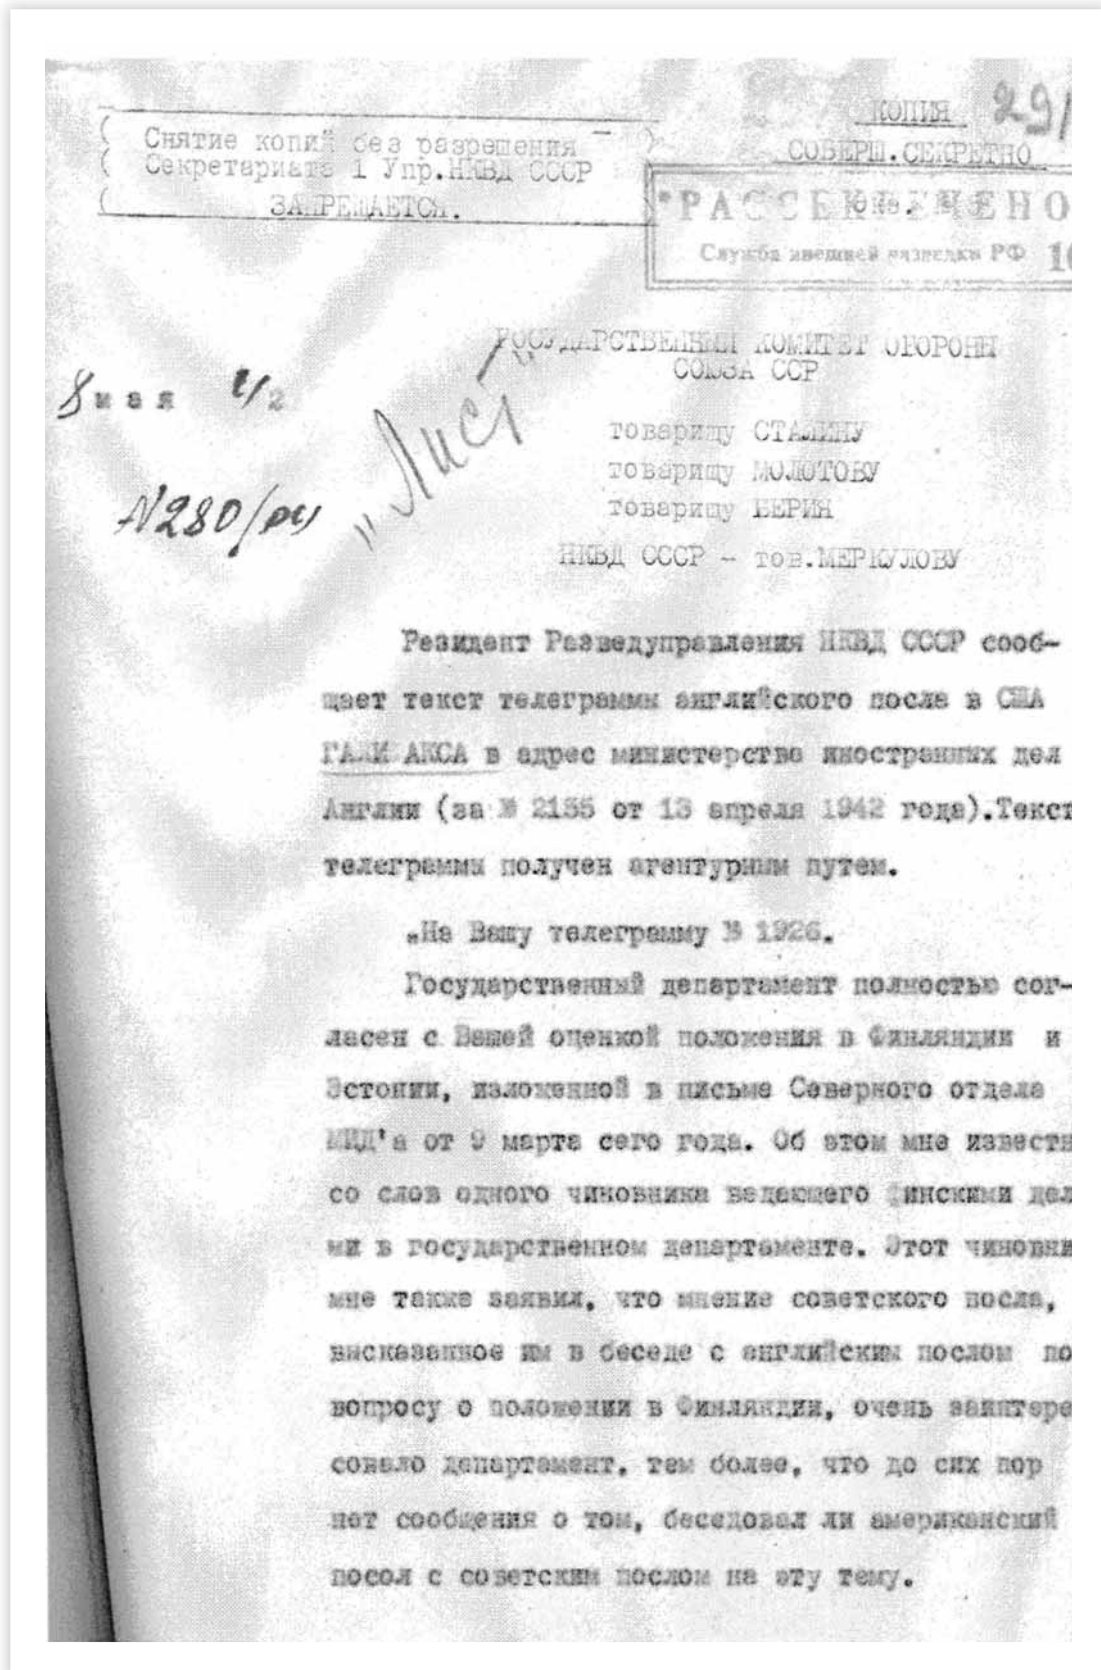 КОПИЯ 29/
СОВЕРШ.СЕКРЕТНО
Снятие копий без разрешения
Секретариата 1 Упр.НКВД СССР
ЗАПРЕЩАЕТСЯ.
РАССЕКРЕЧЕНО
Служба внешней разведки РФ 10
ГОСУДАРСТВЕННЫЙ КОМИТЕТ ОБОРОНЫ
СОЮЗА ССР
8 мая 2
"Лист"
товарищу СТАЛИНУ
товарищу МОЛОТОВУ
товарищу БЕРИЯ
N280/
НКВД СССР - тов.МЕРКУЛОВУ
Резидент Разведуправления НКВД СССР сооб-
щает текст телеграммы английского посла в США
ГАЛИФАКСА в адрес министерства иностранных дел
Англии (за № 2155 от 13 апреля 1942 года).Текст
телеграммы получен агентурным путем.
„На Вашу телеграмму № 1926.
Государственный департамент полностью сог-
ласен с Вашей оценкой положения в Финляндии и
Эстонии, изложенной в письме Северного отдела
МИД'а от 9 марта сего года. Об этом мне известн
со слов одного чиновника ведающего финскими дел
ми в государственном департаменте. Этот чиновни
мне также заявил, что мнение советского посла,
высказанное им в беседе с английским послом по
вопросу о положении в Финляндии, очень заинтере
совало департамент, тем более, что до сих пор
нет сообщения о том, беседовал ли американский
посол с советским послом на эту тему.